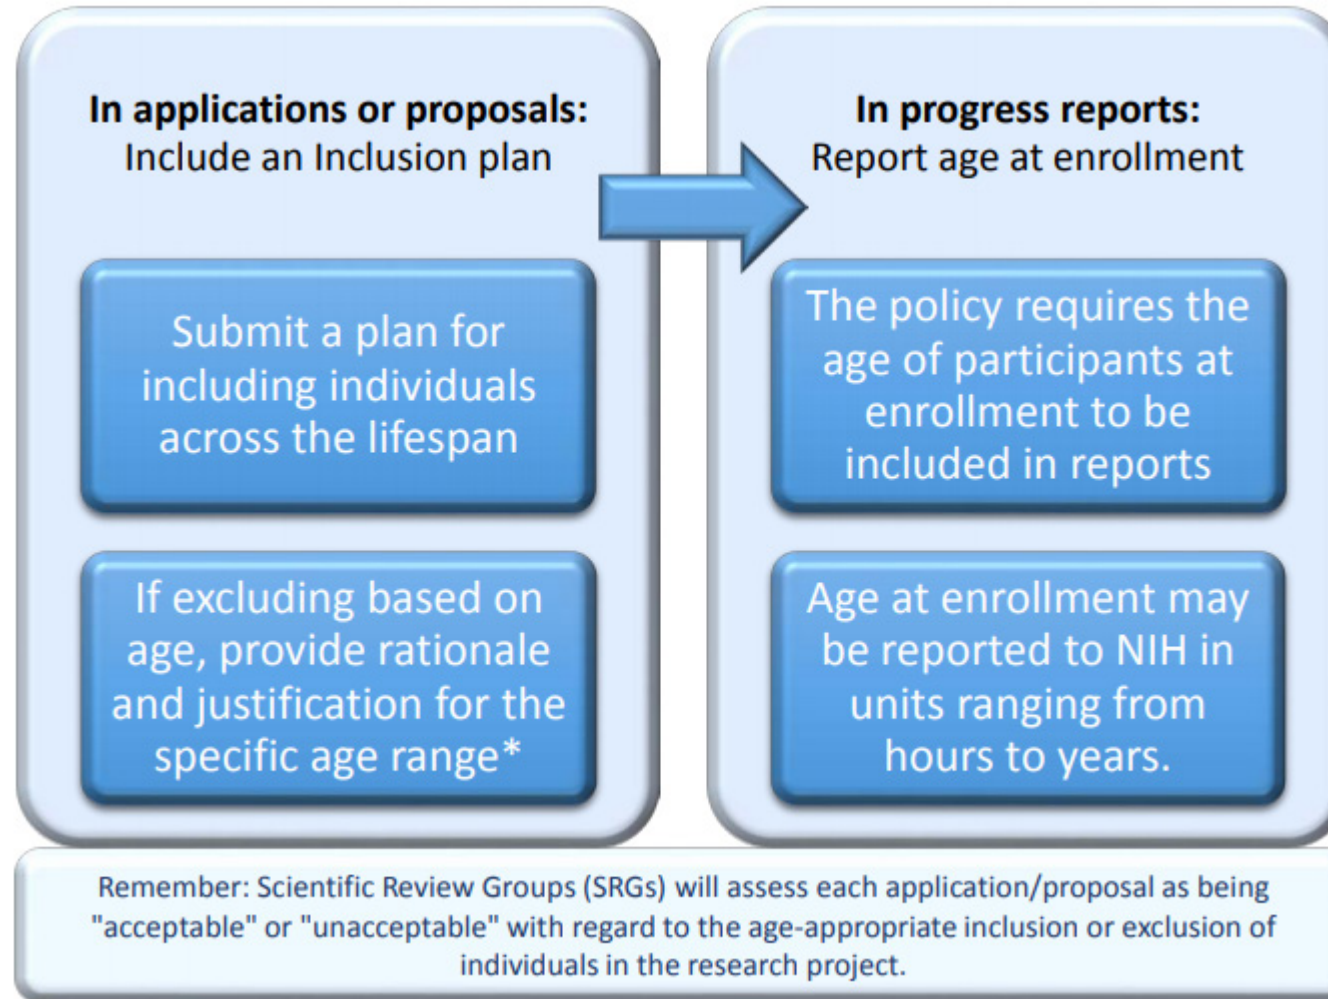 In applications or proposals:
Include an Inclusion plan
Submit a plan for
including individuals
across the lifespan
If excluding based on
age, provide rationale
and justification for the
specific age range*
In progress reports:
Report age at enrollment
The policy requires the
age of participants at
enrollment to be
included in reports
Age at enrollment may
be reported to NIH in
units ranging from
hours to years.
Remember: Scientific Review Groups (SRGs) will assess each application/proposal as being
"acceptable" or "unacceptable" with regard to the age-appropriate inclusion or exclusion of
individuals in the research project.